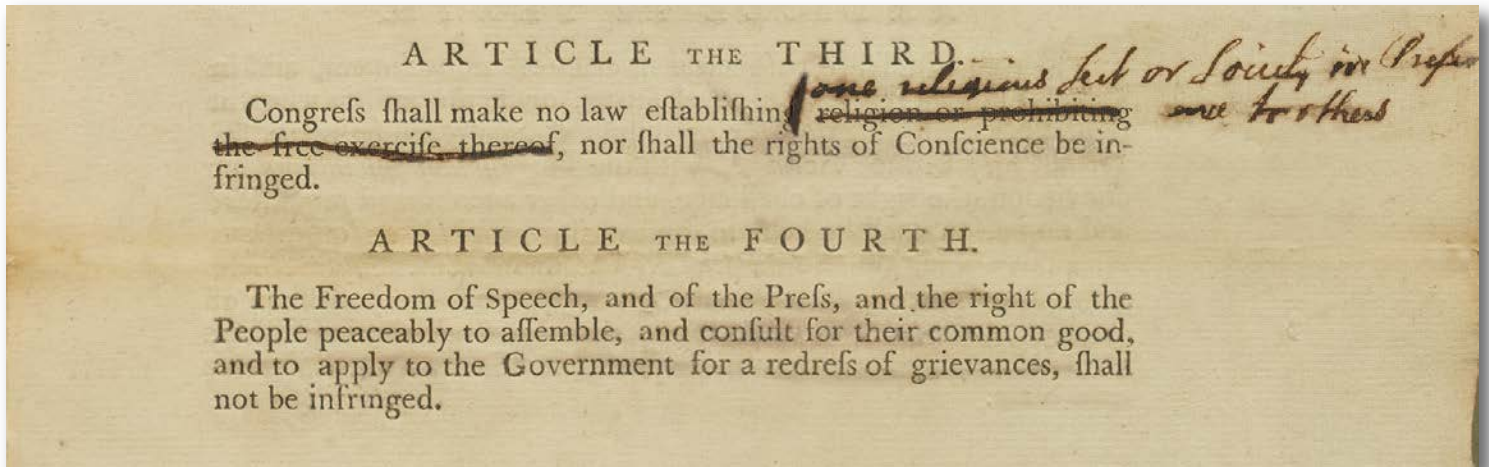 ARTICLE THE THIRD.
one religious Sect or Society in Prefer
Congreſs ſhall make no law eſtabliſhing religion or prohibiting
ence to others
the free exerciſe thereof, nor ſhall the rights of Conſcience be in-
fringed.
ARTICLE THE FOURTH.
The Freedom of Speech, and of the Preſs, and the right of the
People peaceably to aſſemble, and conſult for their common good,
and to apply to the Government for a redreſs of grievances, ſhall
not be infringed.